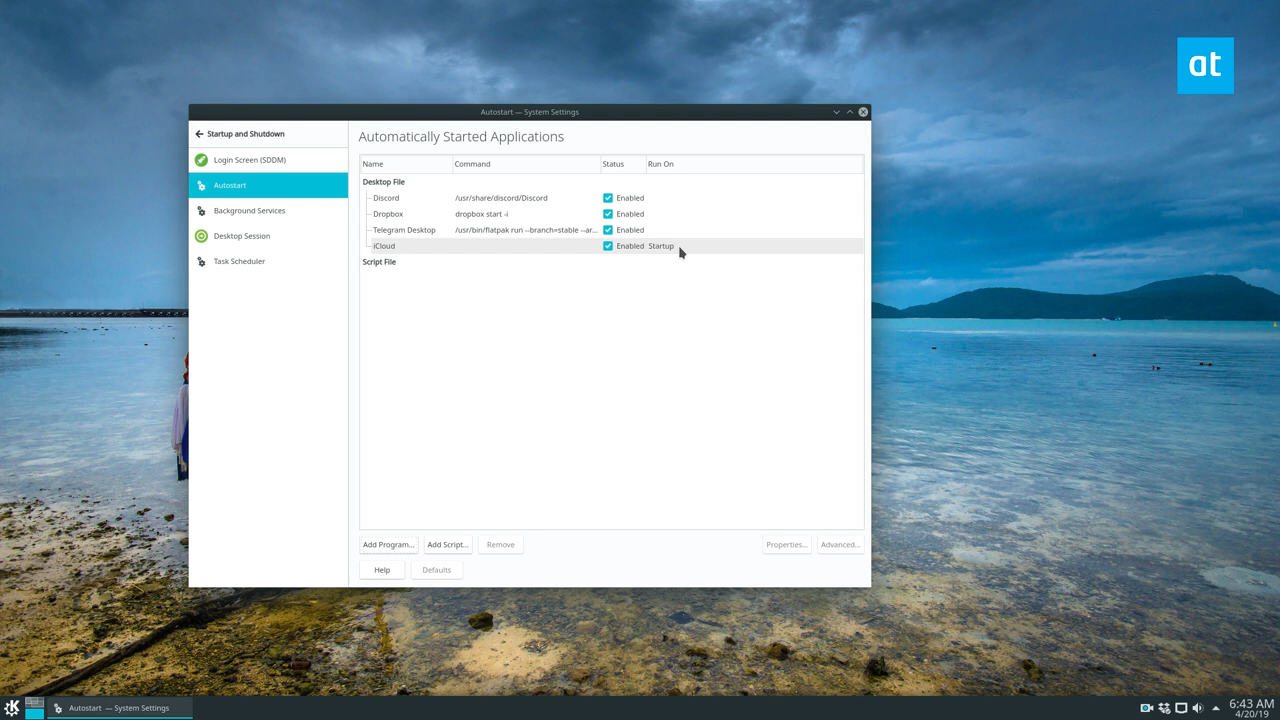 at
Autostart — System Settings
Startup and Shutdown
Login Screen (SDDM)
Autostart
Background Services
Desktop Session
Task Scheduler
Automatically Started Applications
Name Command Status Run On
Desktop File
Discord /usr/share/discord/Discord Enabled
Dropbox dropbox start -i Enabled
Telegram Desktop /usr/bin/flatpak run --branch=stable --ar... Enabled
iCloud Enabled Startup
Script File
Add Program... Add Script... Remove Properties... Advanced...
Help Defaults
Autostart — System Settings
6:43 AM
4/20/19